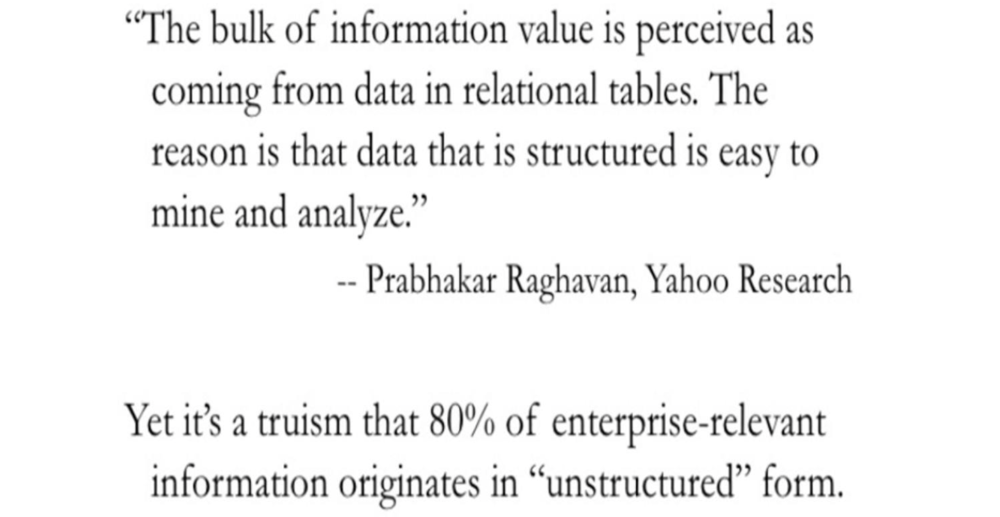 “The bulk of information value is perceived as
coming from data in relational tables. The
reason is that data that is structured is easy to
mine and analyze.”
-- Prabhakar Raghavan, Yahoo Research
Yet it’s a truism that 80% of enterprise-relevant
information originates in “unstructured” form.